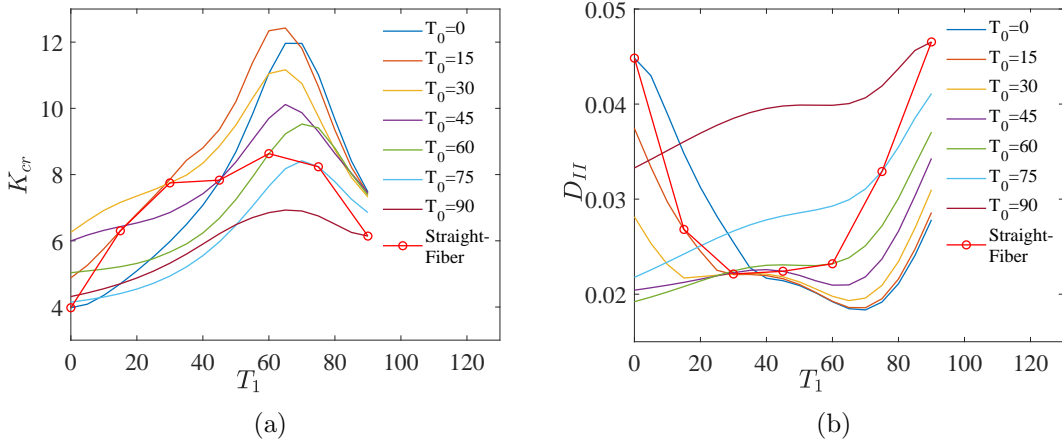 12
10
8
6
4
K_cr
0
20
40
60
80
100
120
T_1
T_0=0
T_0=15
T_0=30
T_0=45
T_0=60
T_0=75
T_0=90
Straight-
Fiber
(a)
0.05
0.04
0.03
0.02
D_II
0
20
40
60
80
100
120
T_1
T_0=0
T_0=15
T_0=30
T_0=45
T_0=60
T_0=75
T_0=90
Straight-
Fiber
(b)